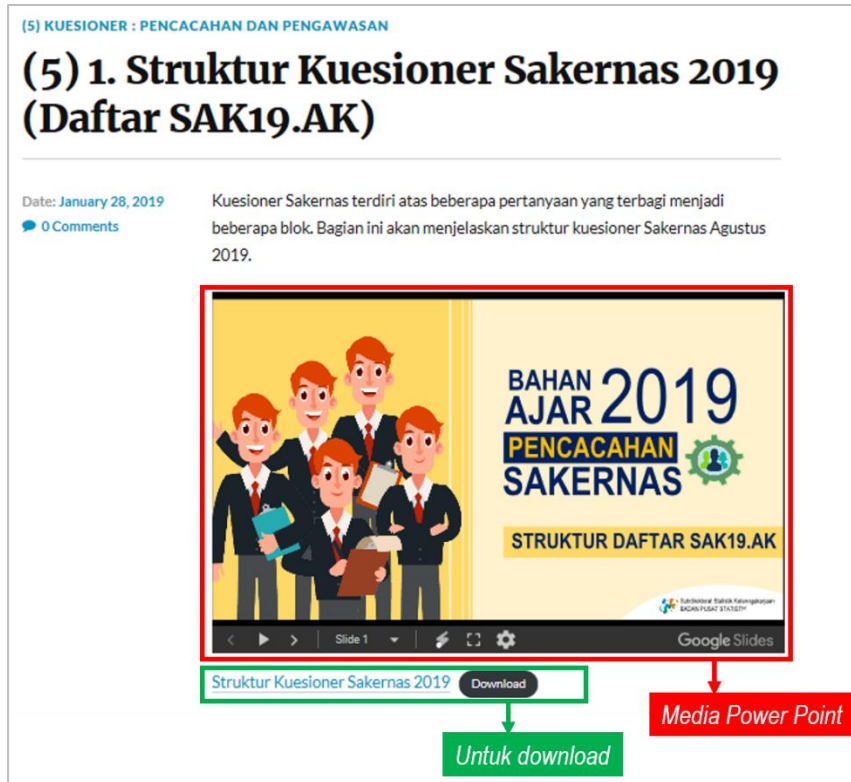 (5) KUESIONER : PENCACAHAN DAN PENGAWASAN
(5) 1. Struktur Kuesioner Sakernas 2019
(Daftar SAK19.AK)
Date: January 28, 2019
0 Comments
Kuesioner Sakernas terdiri atas beberapa pertanyaan yang terbagi menjadi
beberapa blok. Bagian ini akan menjelaskan struktur kuesioner Sakernas Agustus
2019.
BAHAN
AJAR 2019
PENCACAHAN
SAKERNAS
STRUKTUR DAFTAR SAK19.AK
Subdirektorat Statistik Ketenagakerjaan
BADAN PUSAT STATISTIK
Slide 1
Google Slides
Struktur Kuesioner Sakernas 2019 Download
Media Power Point
Untuk download